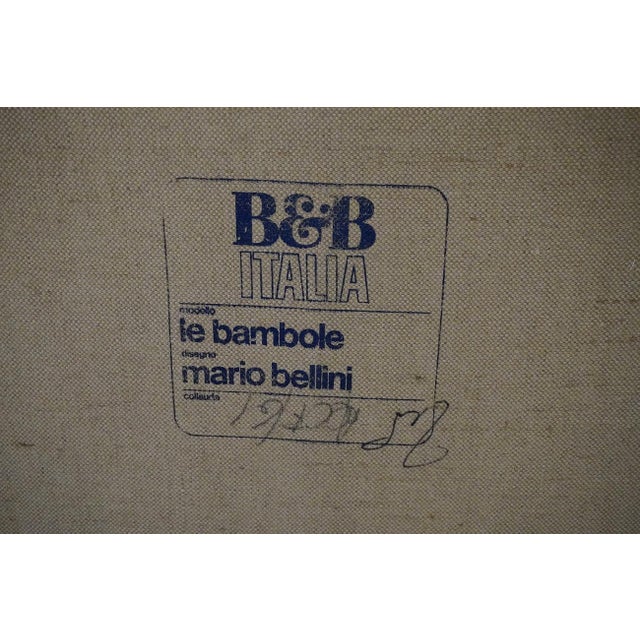 B&B
ITALIA
modello
le bambole
disegno
mario bellini
collaudo